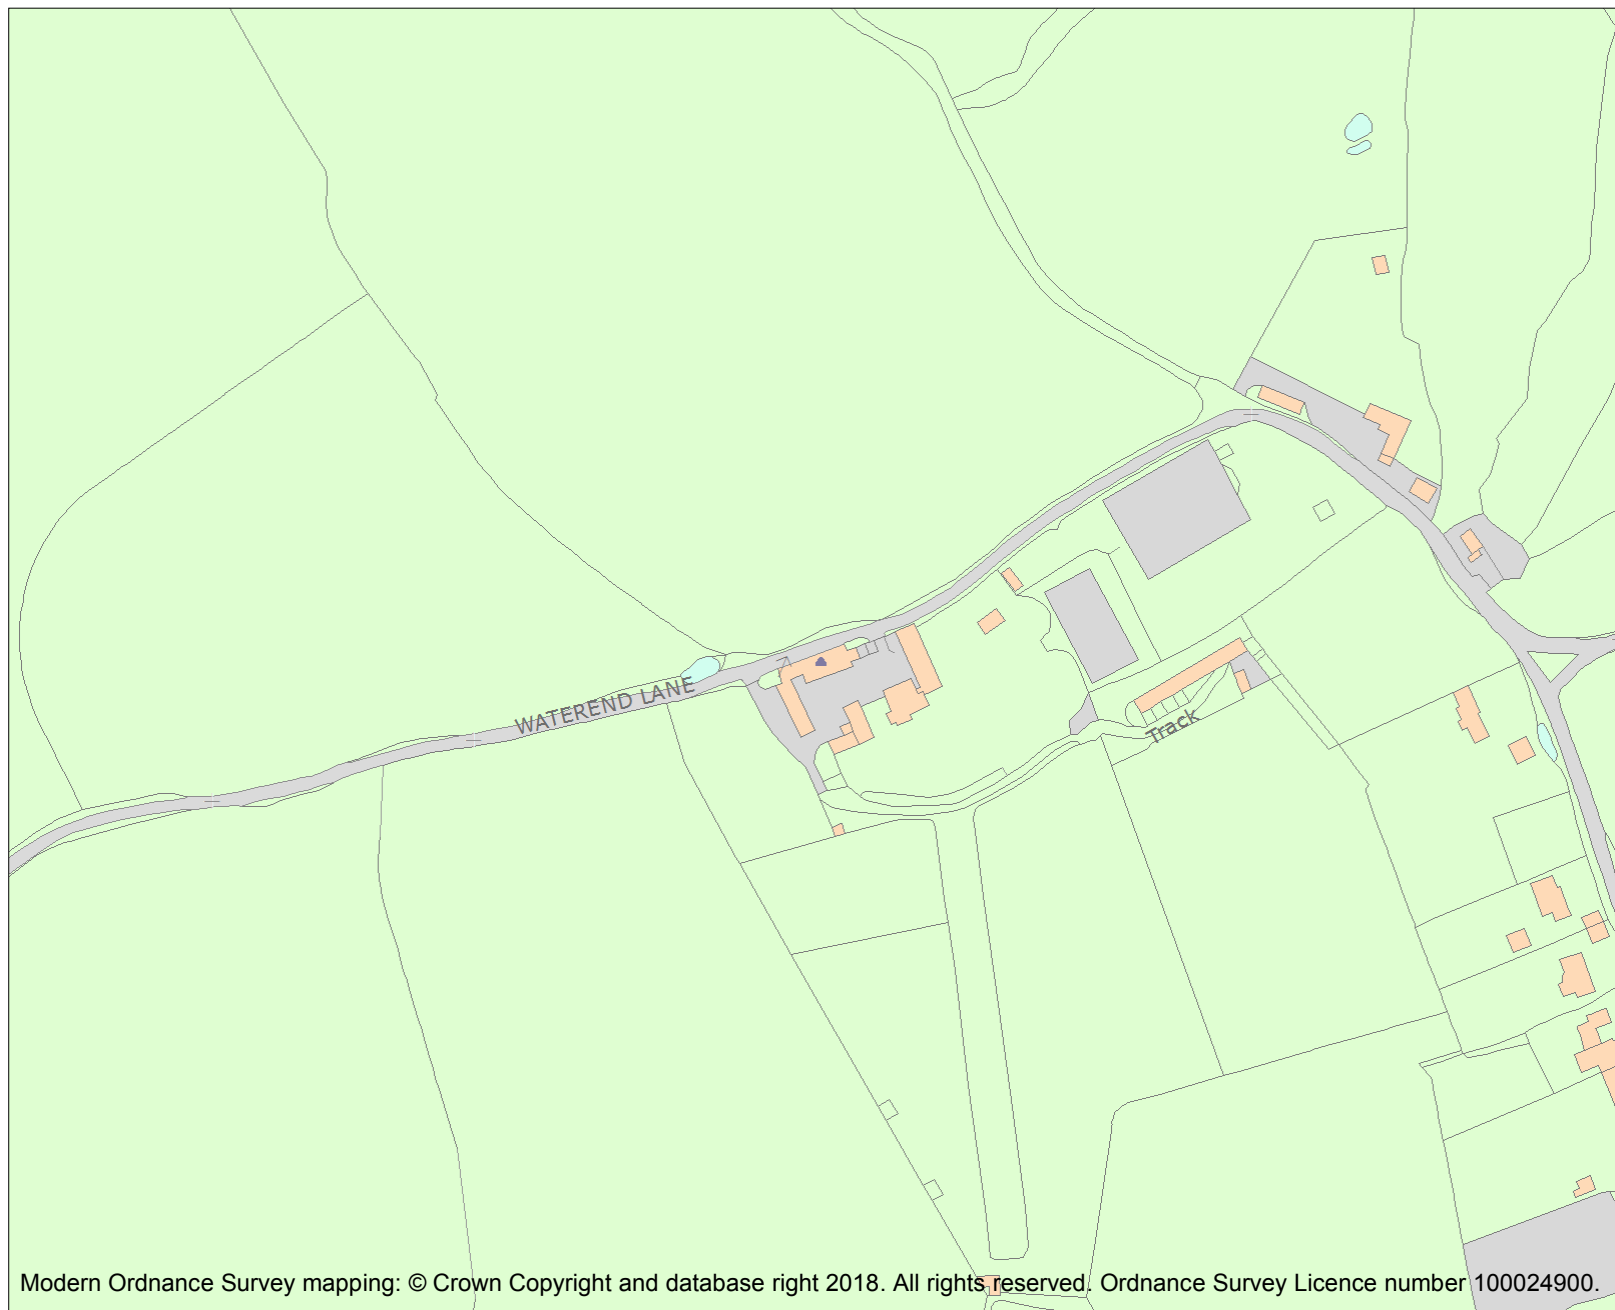 WATEREND LANE
Track
Modern Ordnance Survey mapping: © Crown Copyright and database right 2018. All rights reserved. Ordnance Survey Licence number 100024900.